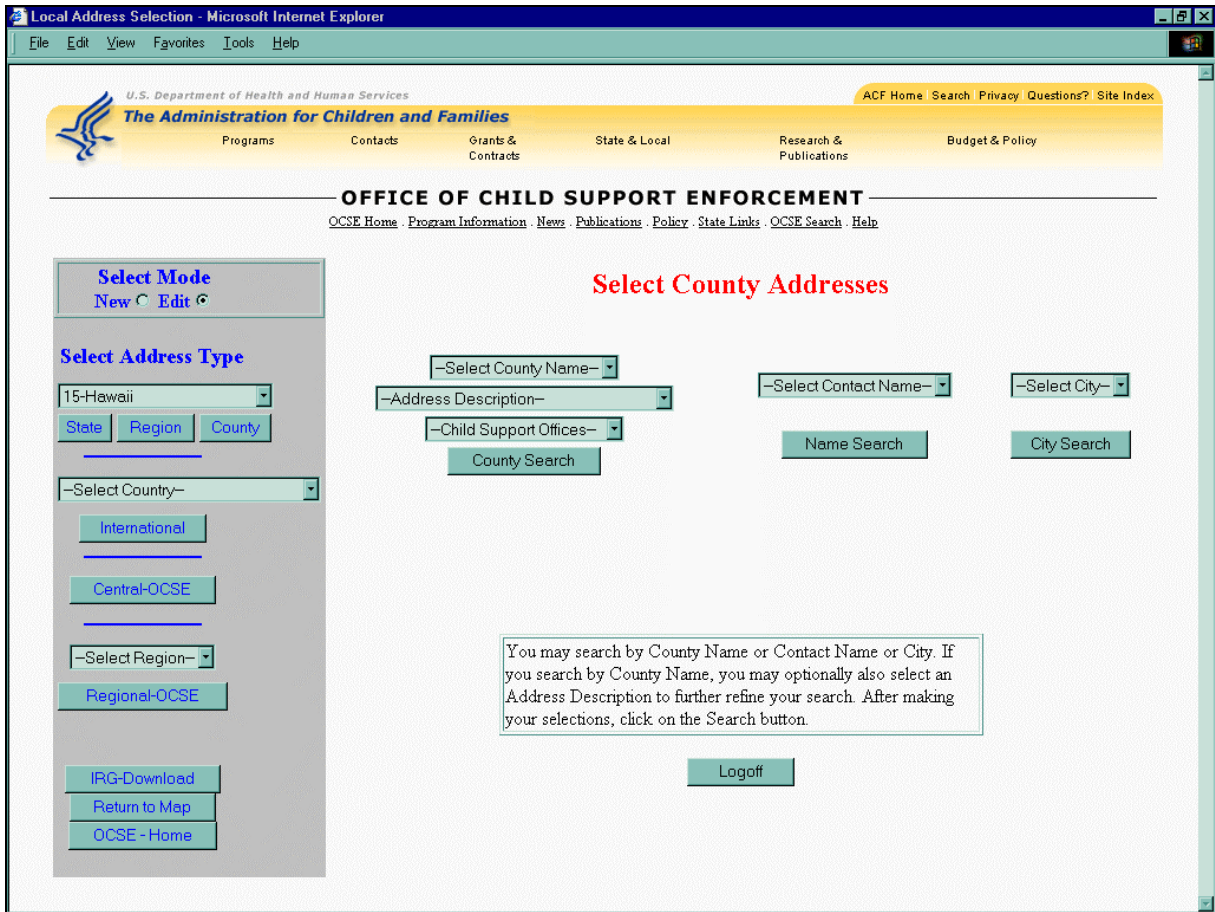 Local Address Selection - Microsoft Internet Explorer
File Edit View Favorites Tools Help
U.S. Department of Health and Human Services
The Administration for Children and Families
ACF Home Search Privacy Questions? Site Index
Programs Contacts Grants & Contracts State & Local Research & Publications Budget & Policy
OFFICE OF CHILD SUPPORT ENFORCEMENT
OCSE Home . Program Information . News . Publications . Policy . State Links . OCSE Search . Help
Select Mode
New Edit
Select Address Type
15-Hawaii
State Region County
–Select Country–
International
Central-OCSE
–Select Region–
Regional-OCSE
IRG-Download
Return to Map
OCSE - Home
Select County Addresses
–Select County Name–
–Address Description–
–Child Support Offices–
County Search
–Select Contact Name–
Name Search
–Select City–
City Search
You may search by County Name or Contact Name or City. If
you search by County Name, you may optionally also select an
Address Description to further refine your search. After making
your selections, click on the Search button.
Logoff